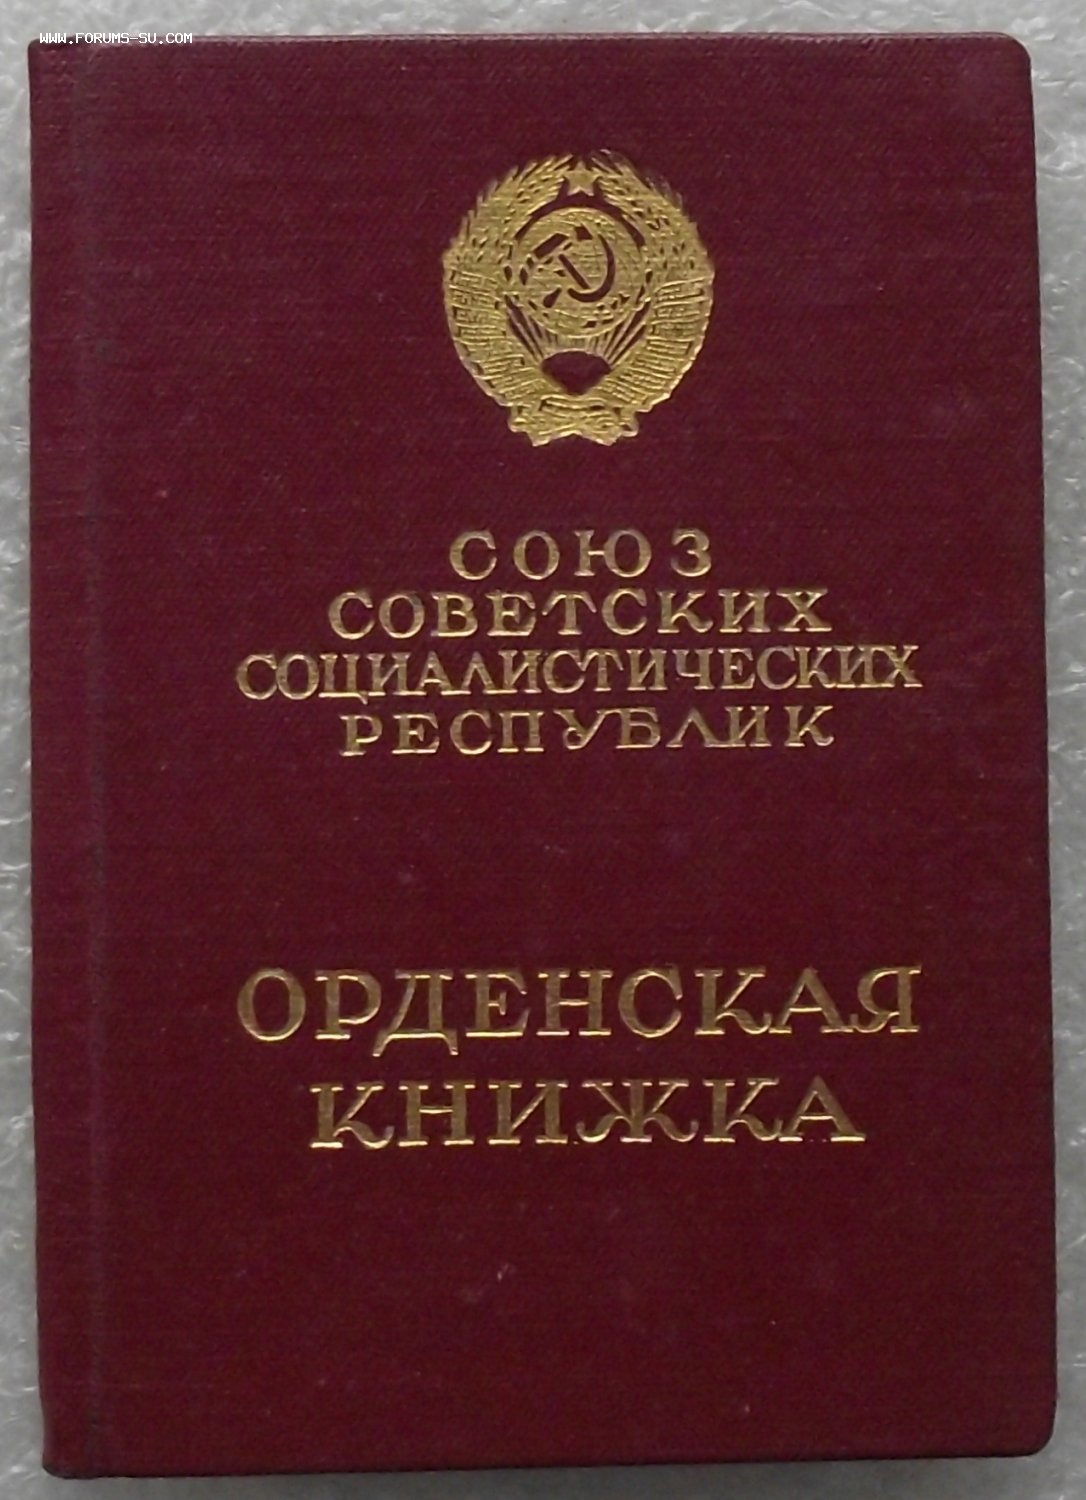 WWW.FORUMS-SU.COM
СОЮЗ
СОВЕТСКИХ
СОЦИАЛИСТИЧЕСКИХ
РЕСПУБЛИК
ОРДЕНСКАЯ
КНИЖКА